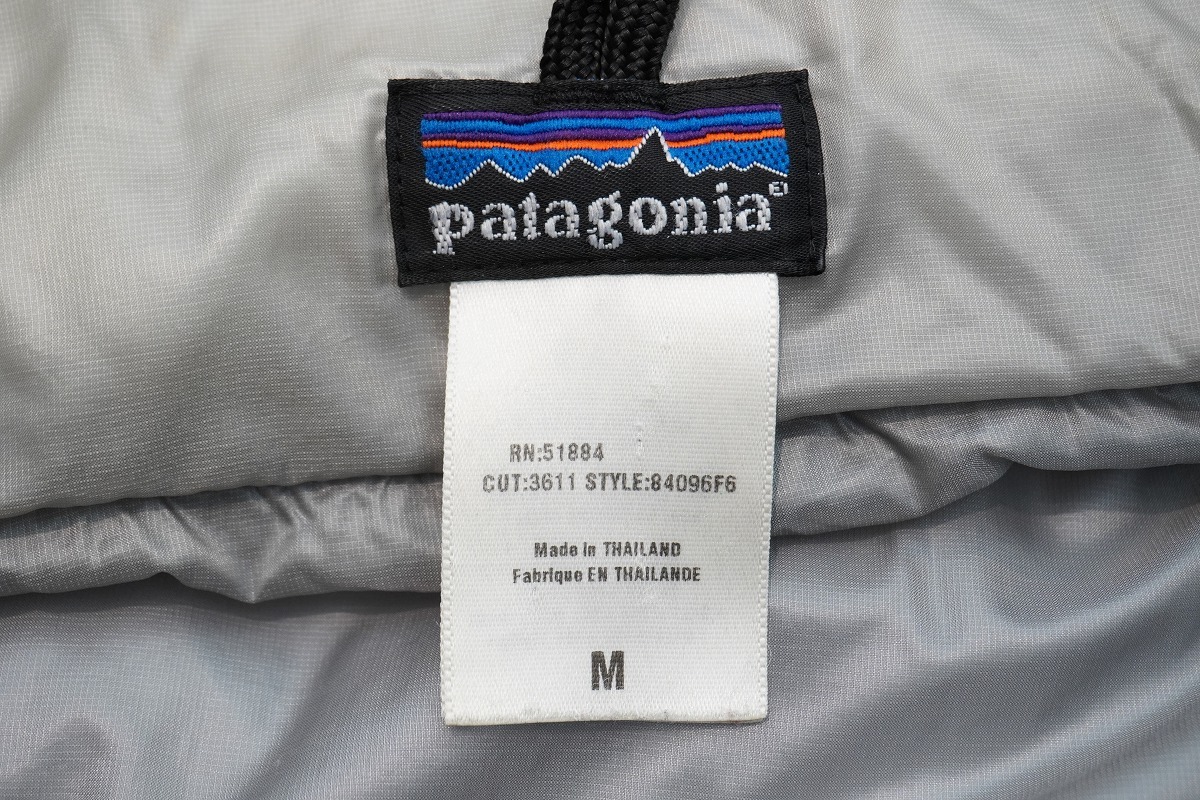 patagonia®
RN:51884
CUT:3611 STYLE:84096F6
Made in THAILAND
Fabrique EN THAILANDE
M